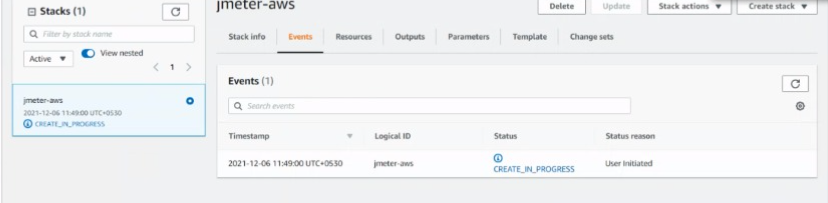 Stacks (1)
Filter by stack name
Active
View nested
1
jmeter-aws
2021-12-06 11:49:00 UTC+0530
CREATE_IN_PROGRESS
jmeter-aws
Delete
Update
Stack actions
Create stack
Stack info
Events
Resources
Outputs
Parameters
Template
Change sets
Events (1)
Search events
Timestamp
Logical ID
Status
Status reason
2021-12-06 11:49:00 UTC+0530
jmeter-aws
CREATE_IN_PROGRESS
User Initiated